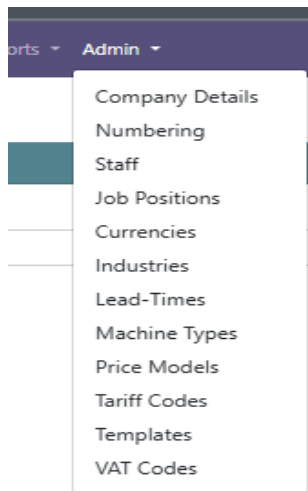 orts Admin
Company Details
Numbering
Staff
Job Positions
Currencies
Industries
Lead-Times
Machine Types
Price Models
Tariff Codes
Templates
VAT Codes